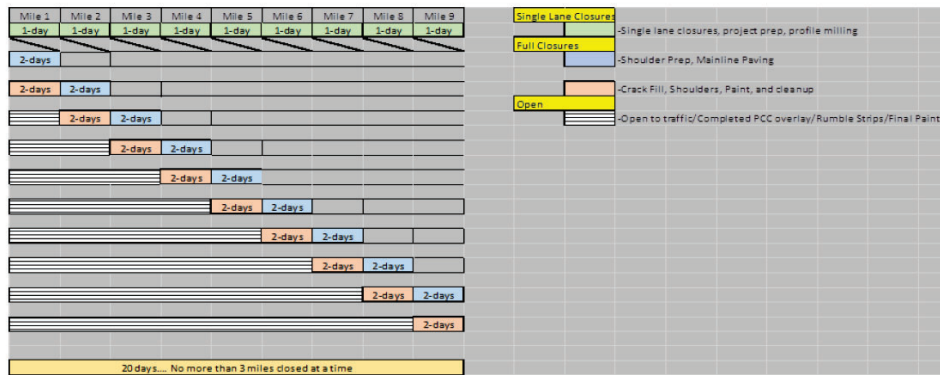 Mile 1 Mile 2 Mile 3 Mile 4 Mile 5 Mile 6 Mile 7 Mile 8 Mile 9 Single Lane Closures
1-day 1-day 1-day 1-day 1-day 1-day 1-day 1-day 1-day -Single lane closures, project prep, profile milling
Full Closures
2-days -Shoulder Prep, Mainline Paving
2-days 2-days -Crack Fill, Shoulders, Paint, and cleanup
Open
2-days 2-days -Open to traffic/Completed PCC overlay/Rumble Strips/Final Paint
2-days 2-days
2-days 2-days
2-days 2-days
2-days 2-days
2-days 2-days
2-days 2-days
2-days
20 days.... No more than 3 miles closed at a time